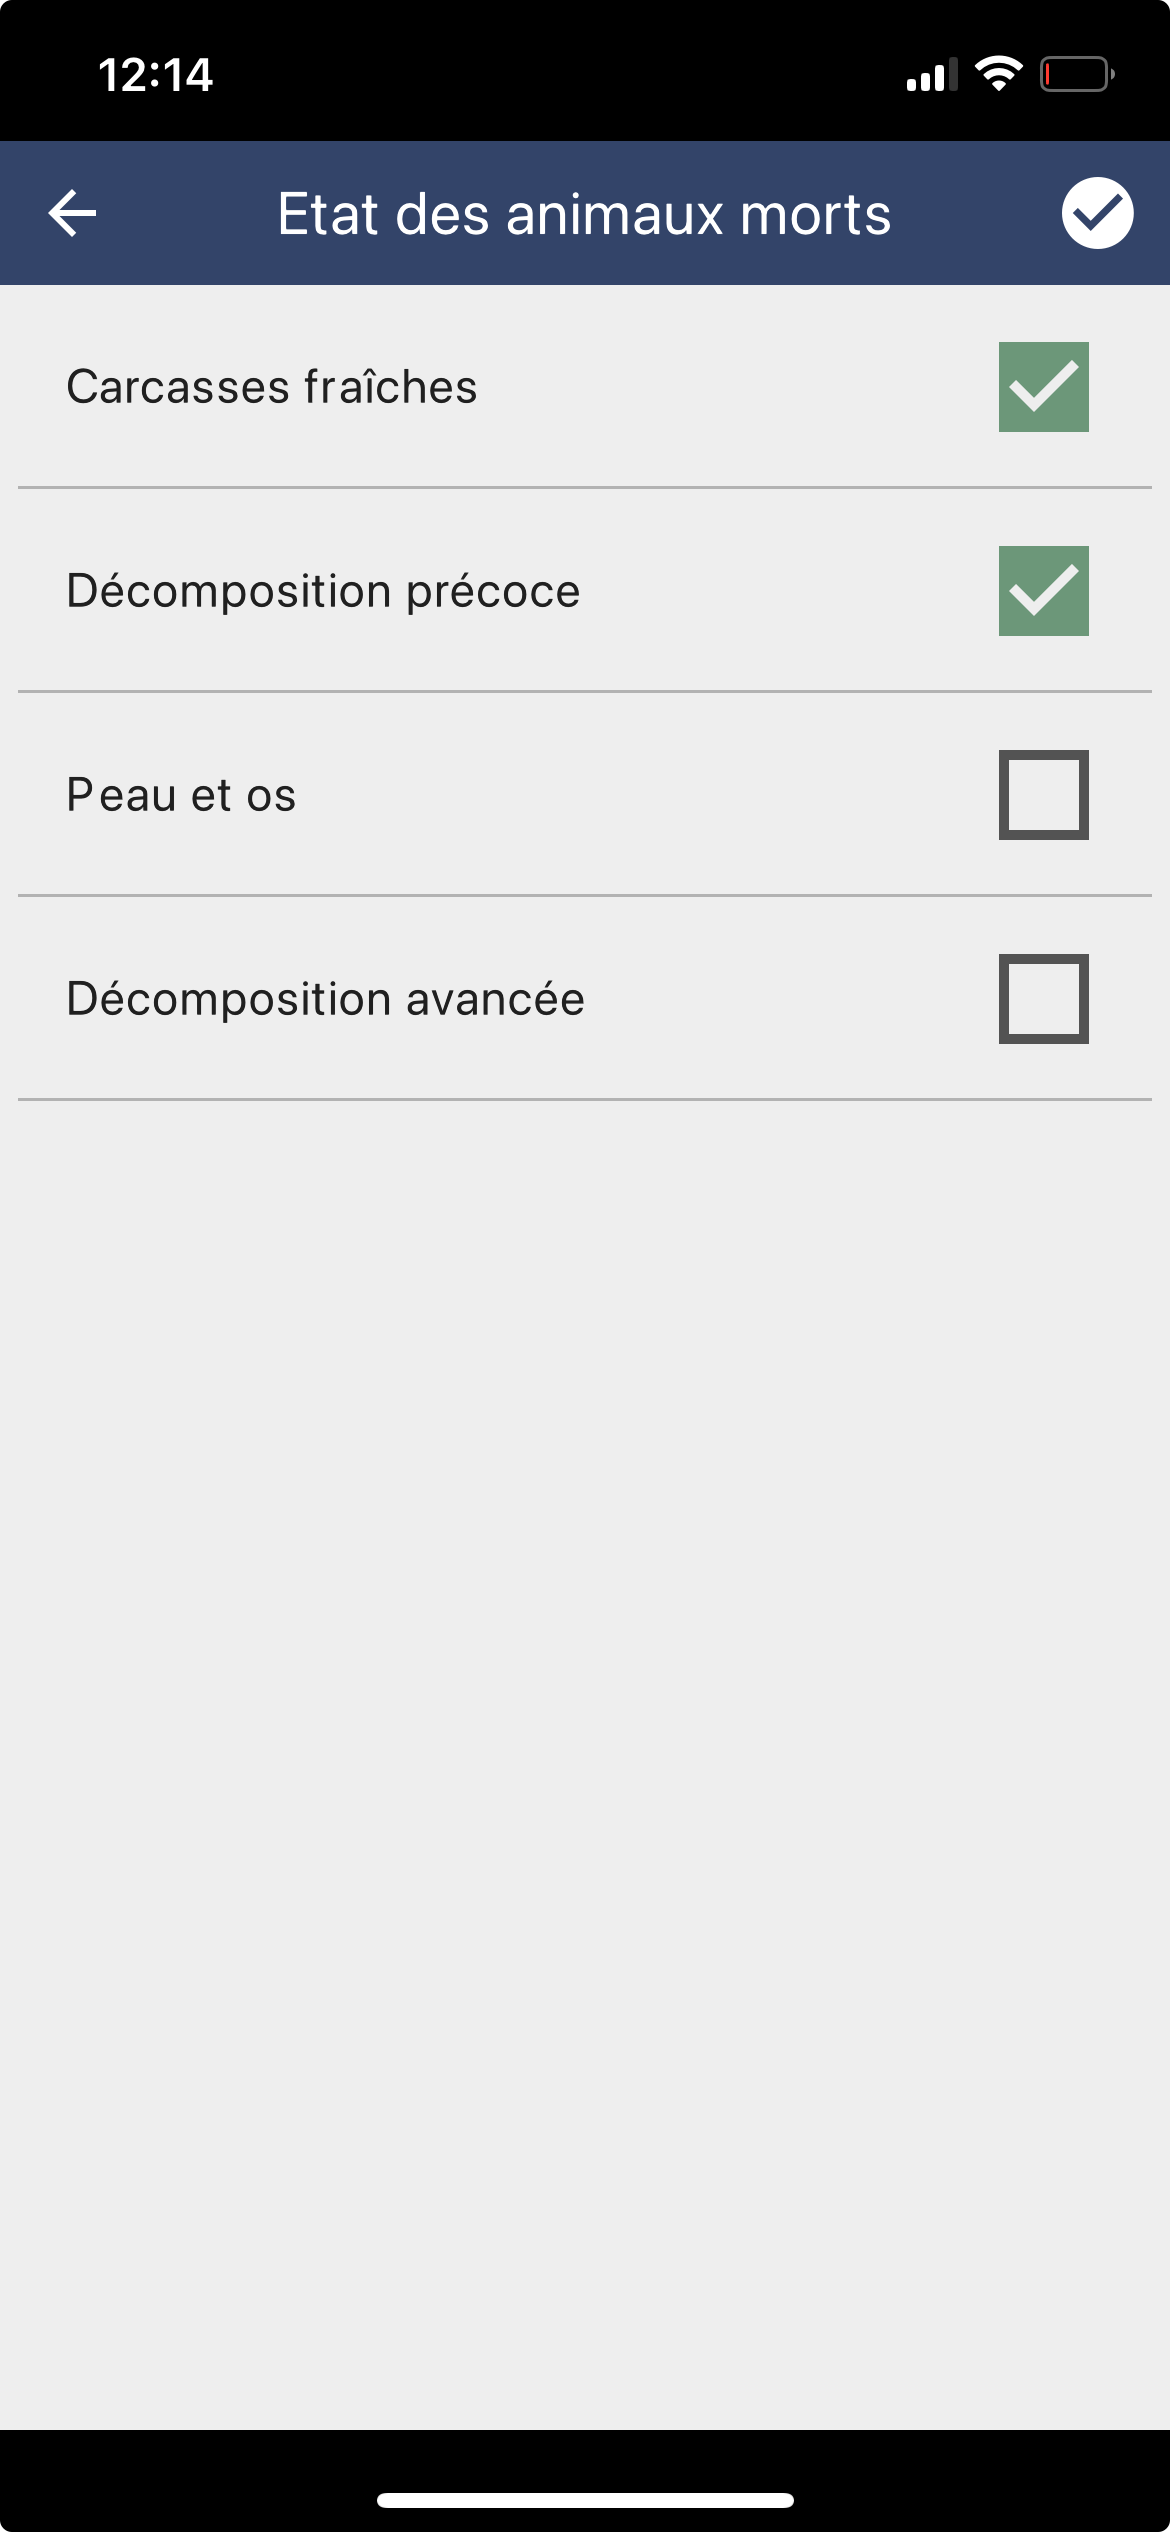 12:14
Etat des animaux morts
Carcasses fraîches
Décomposition précoce
Peau et os
Décomposition avancée